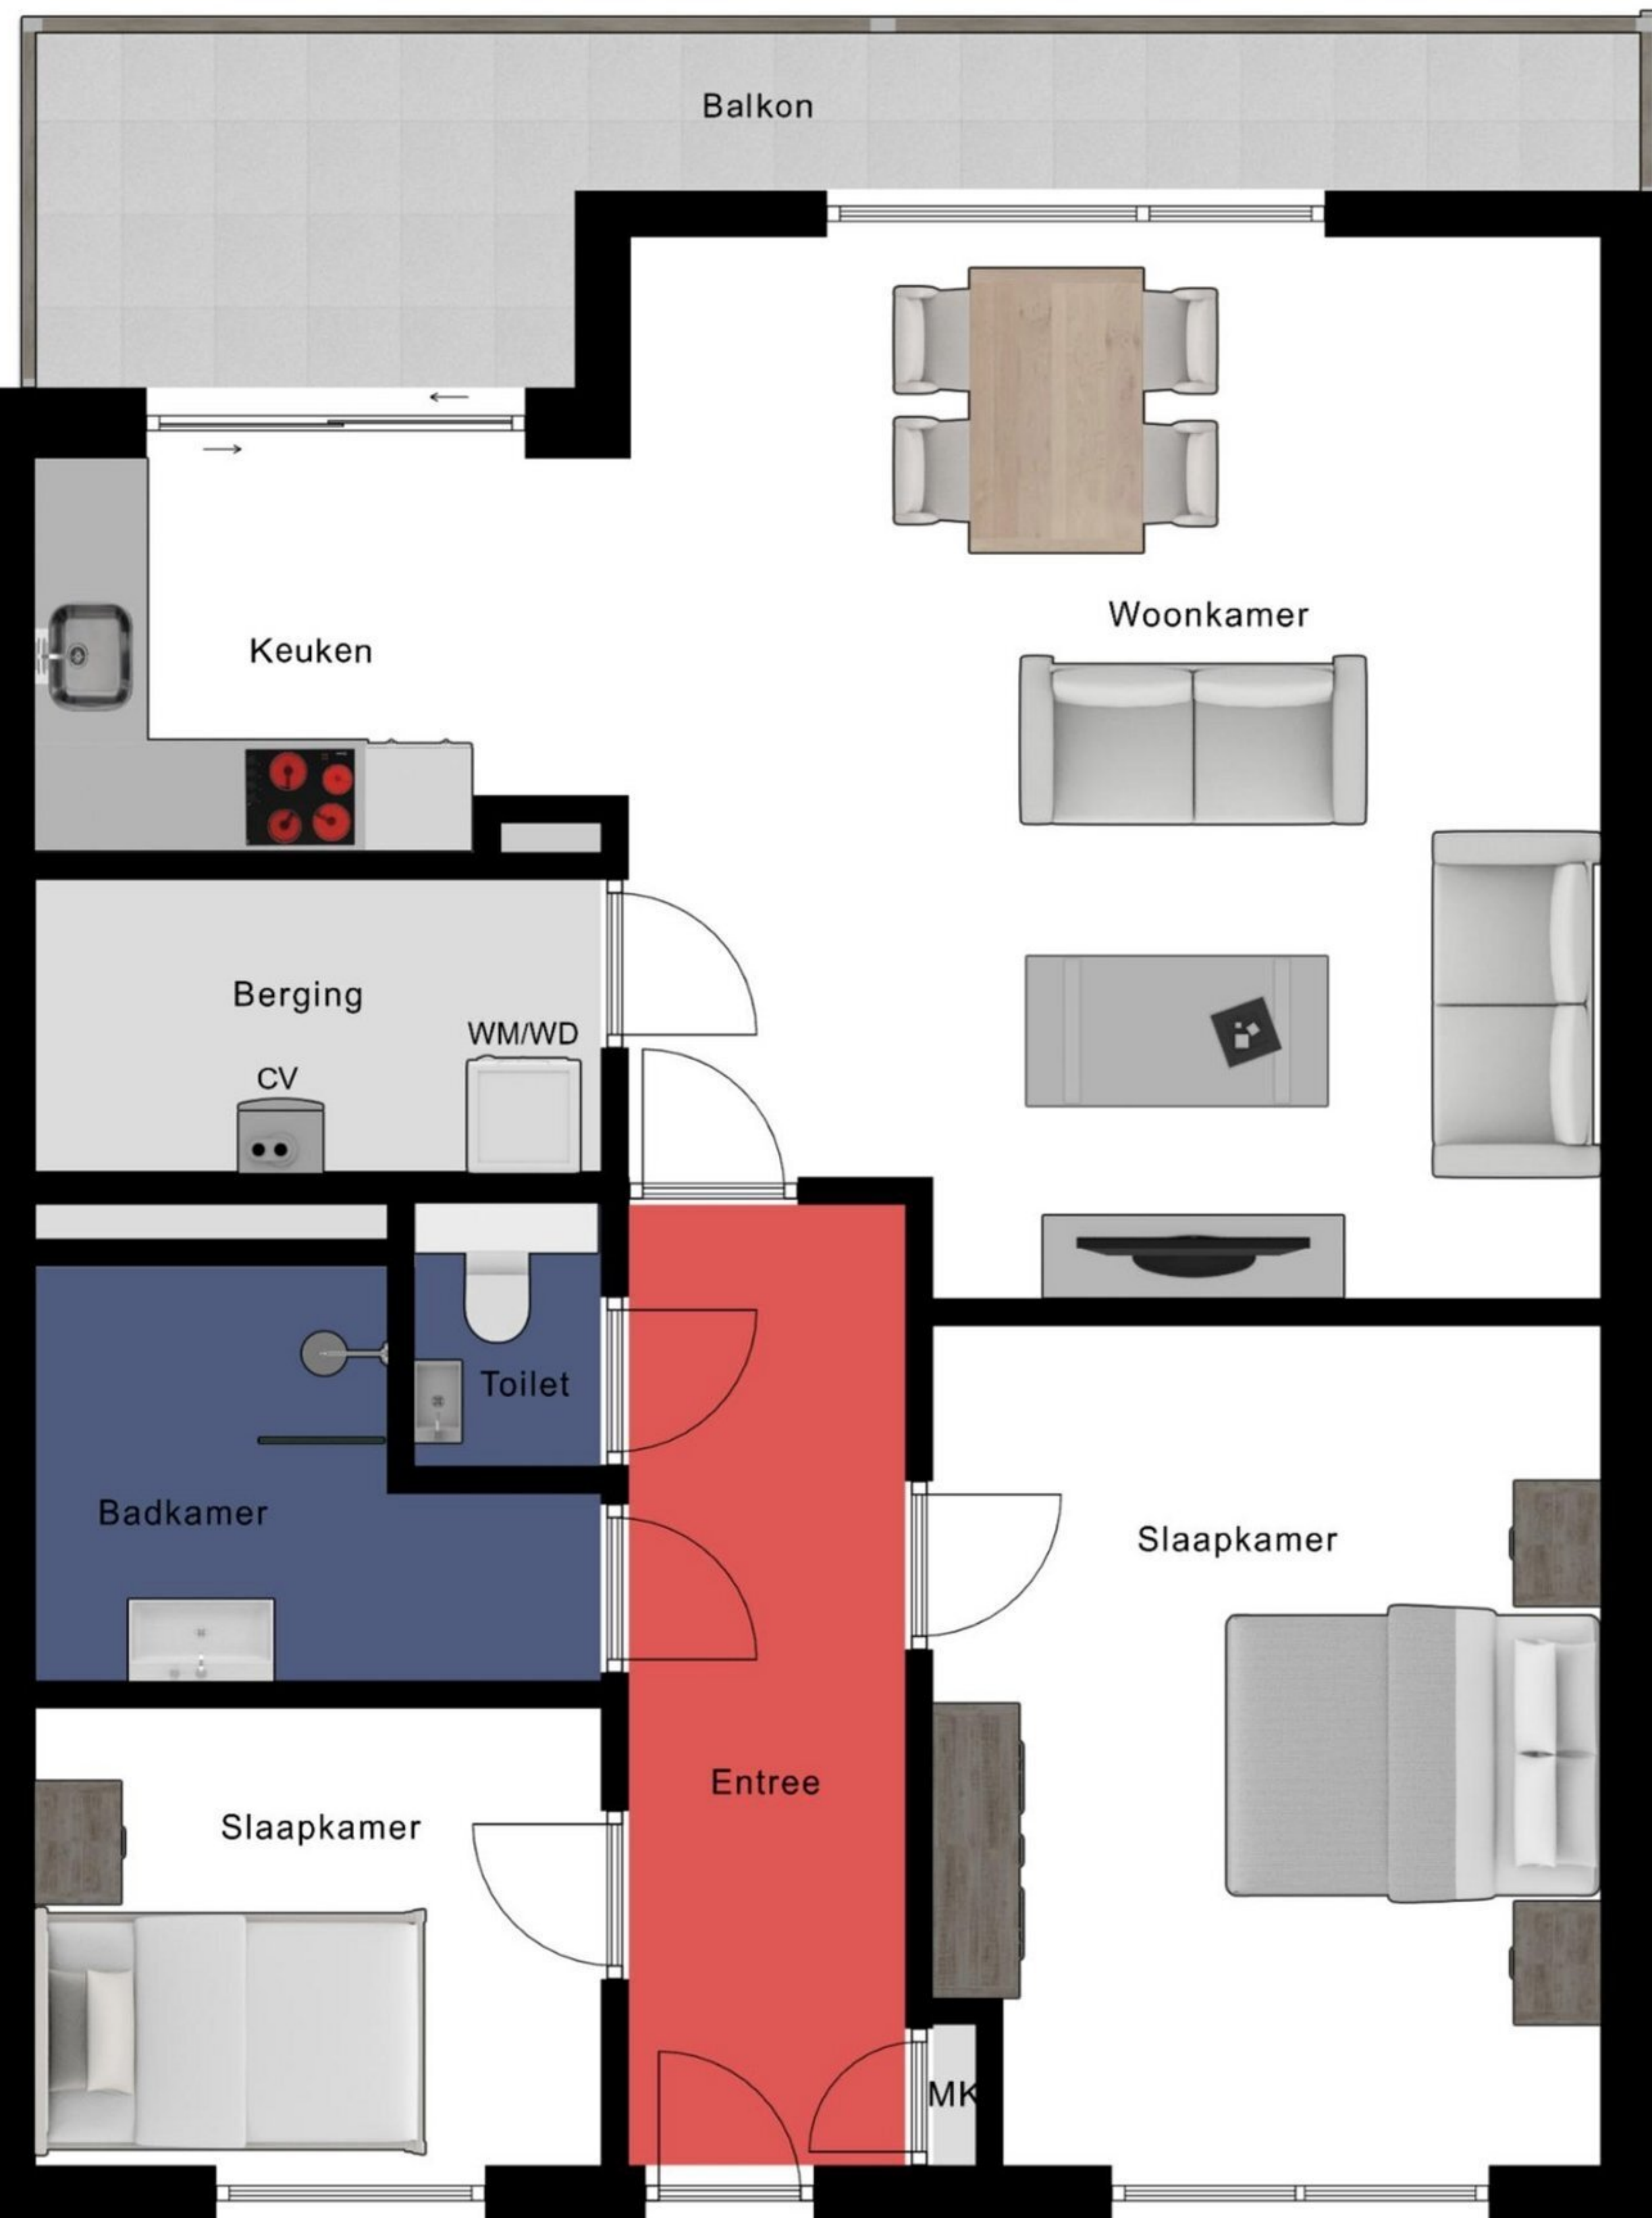 Balkon
Woonkamer
Keuken
Berging
WM/WD
CV
Toilet
Badkamer
Slaapkamer
Entree
Slaapkamer
MK